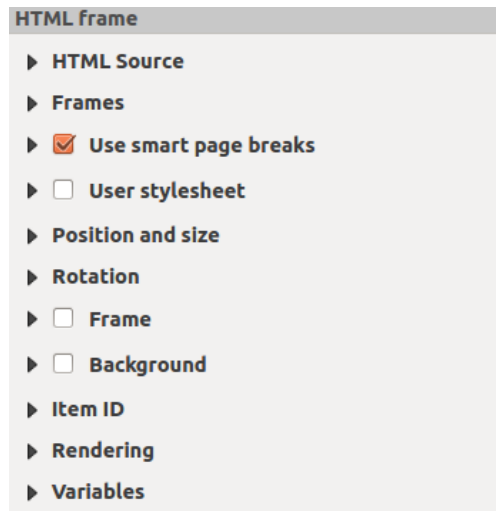 HTML frame
HTML Source
Frames
Use smart page breaks
User stylesheet
Position and size
Rotation
Frame
Background
Item ID
Rendering
Variables